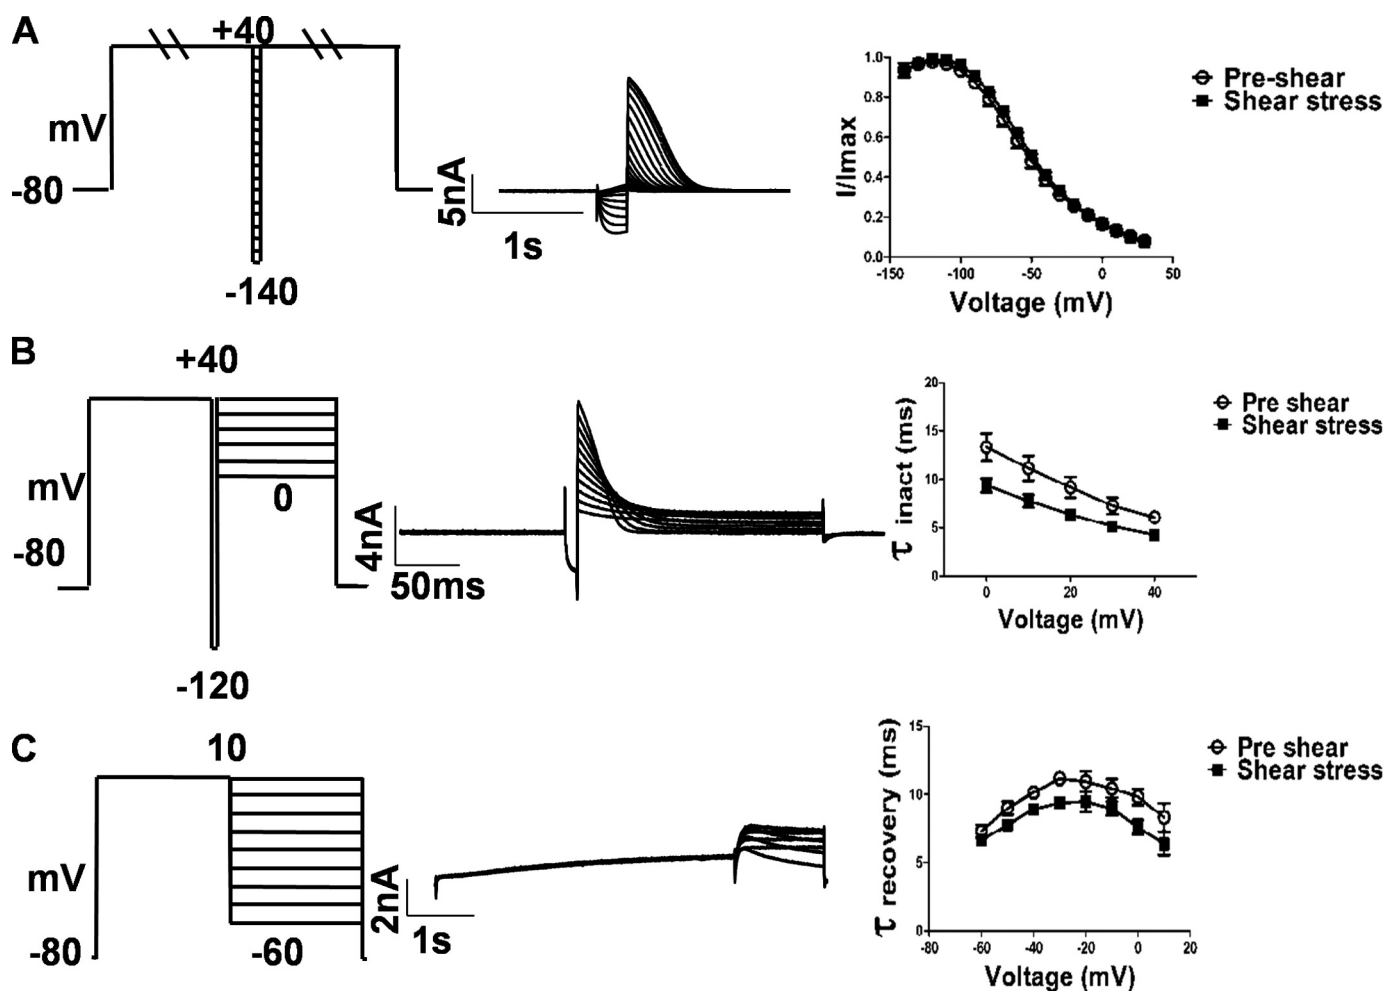 A
+40
mV
-80
-140
5nA
1s
1.0
0.8
0.6
0.4
0.2
0.0
I/Imax
-150
-100
-50
0
50
Voltage (mV)
Pre-shear
Shear stress
B
+40
mV
0
-80
-120
4nA
50ms
20
15
10
5
0
τ inact (ms)
0
20
40
Voltage (mV)
Pre shear
Shear stress
C
10
mV
-80
-60
2nA
1s
15
10
5
0
τ recovery (ms)
-80
-60
-40
-20
0
20
Voltage (mV)
Pre shear
Shear stress